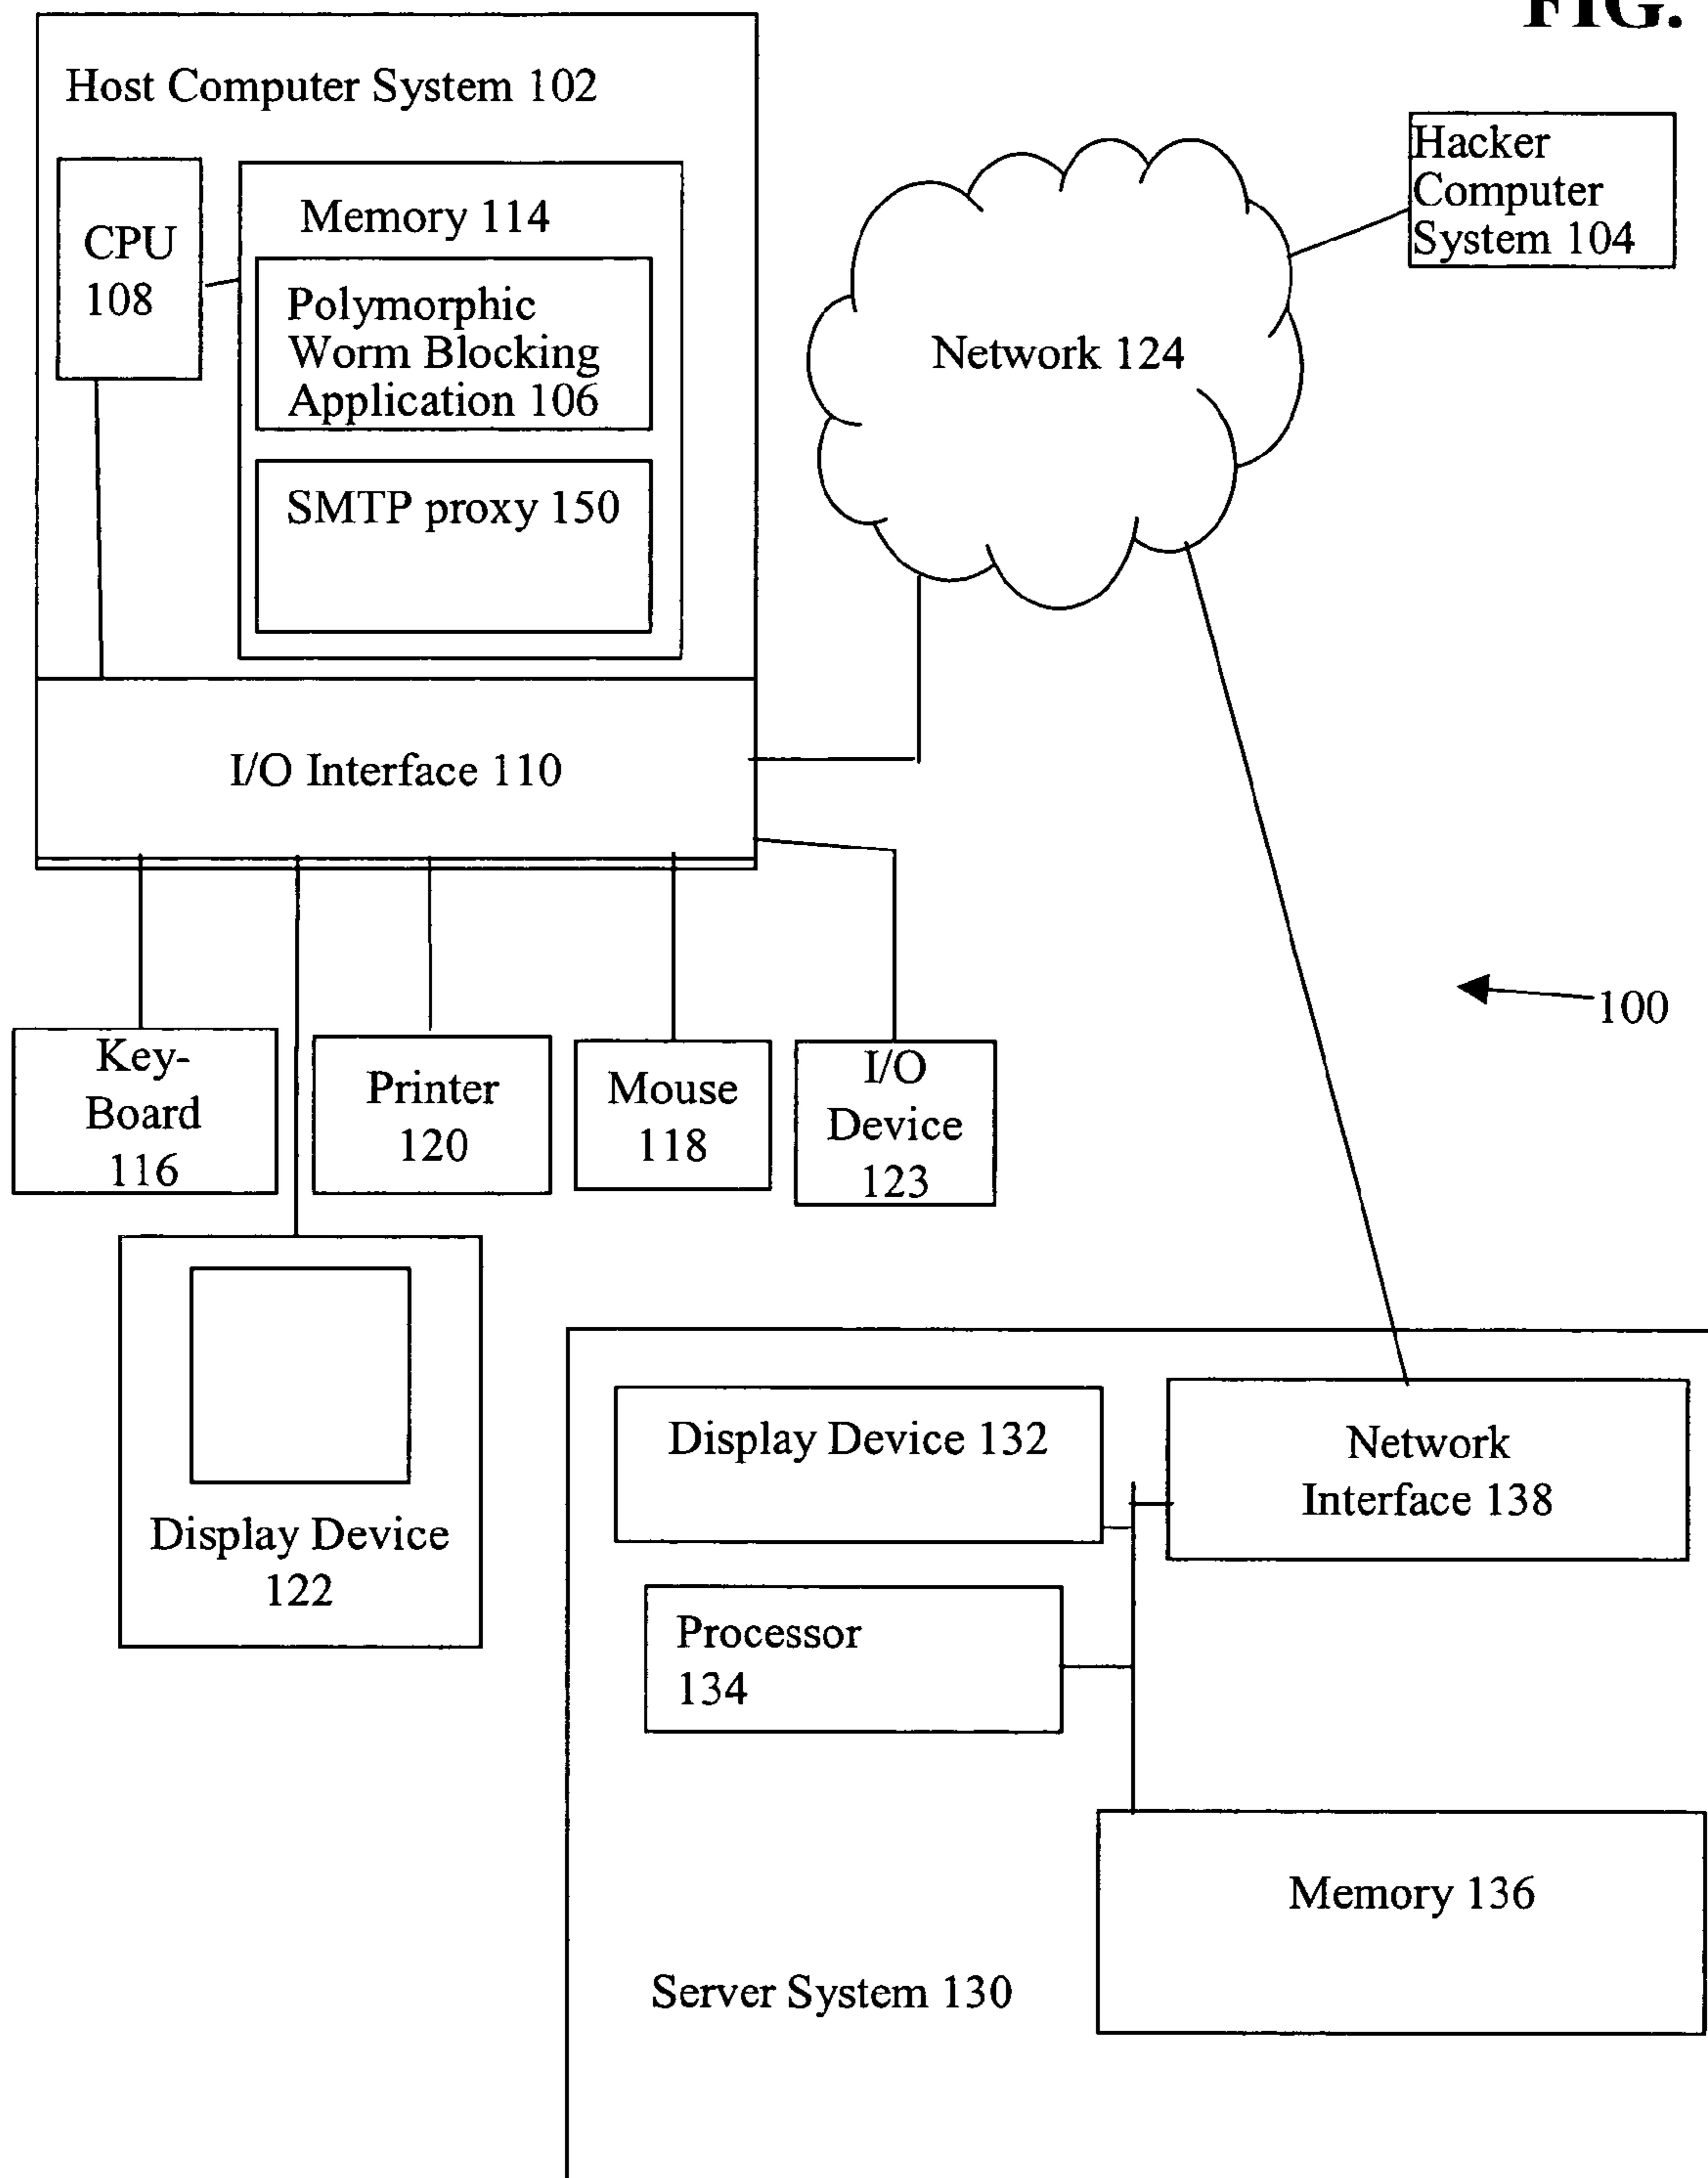 FIG.
Host Computer System 102
CPU
108
Memory 114
Polymorphic
Worm Blocking
Application 106
SMTP proxy 150
I/O Interface 110
Network 124
Hacker
Computer
System 104
100
Key-
Board
116
Printer
120
Mouse
118
I/O
Device
123
Display Device
122
Display Device 132
Network
Interface 138
Processor
134
Memory 136
Server System 130